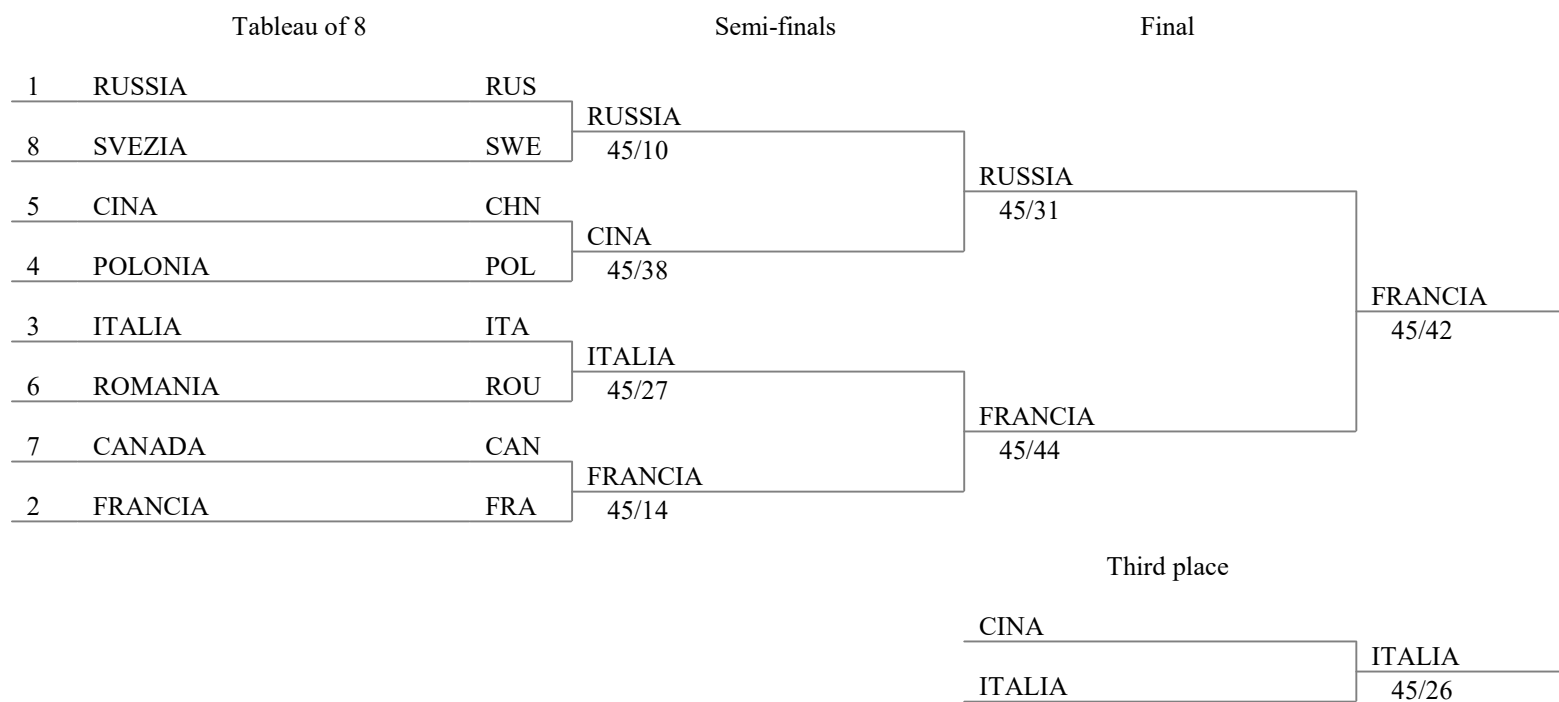 Tableau of 8 Semi-finals Final
1 RUSSIA RUS
RUSSIA
8 SVEZIA SWE 45/10
RUSSIA
5 CINA CHN 45/31
CINA
4 POLONIA POL 45/38
FRANCIA
3 ITALIA ITA 45/42
ITALIA
6 ROMANIA ROU 45/27
FRANCIA
7 CANADA CAN 45/44
FRANCIA
2 FRANCIA FRA 45/14
Third place
CINA
ITALIA
ITALIA 45/26